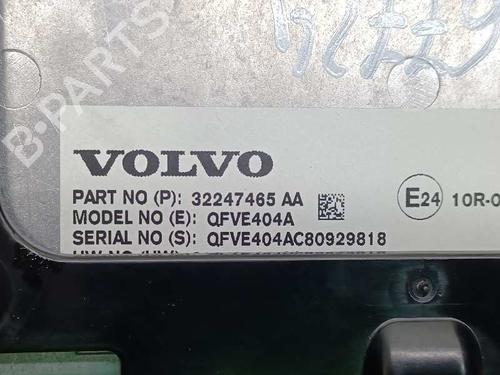 B-PARTS
VOLVO
PART NO (P): 32247465 AA
MODEL NO (E): QFVE404A
SERIAL NO (S): QFVE404AC80929818
E24 10R-0